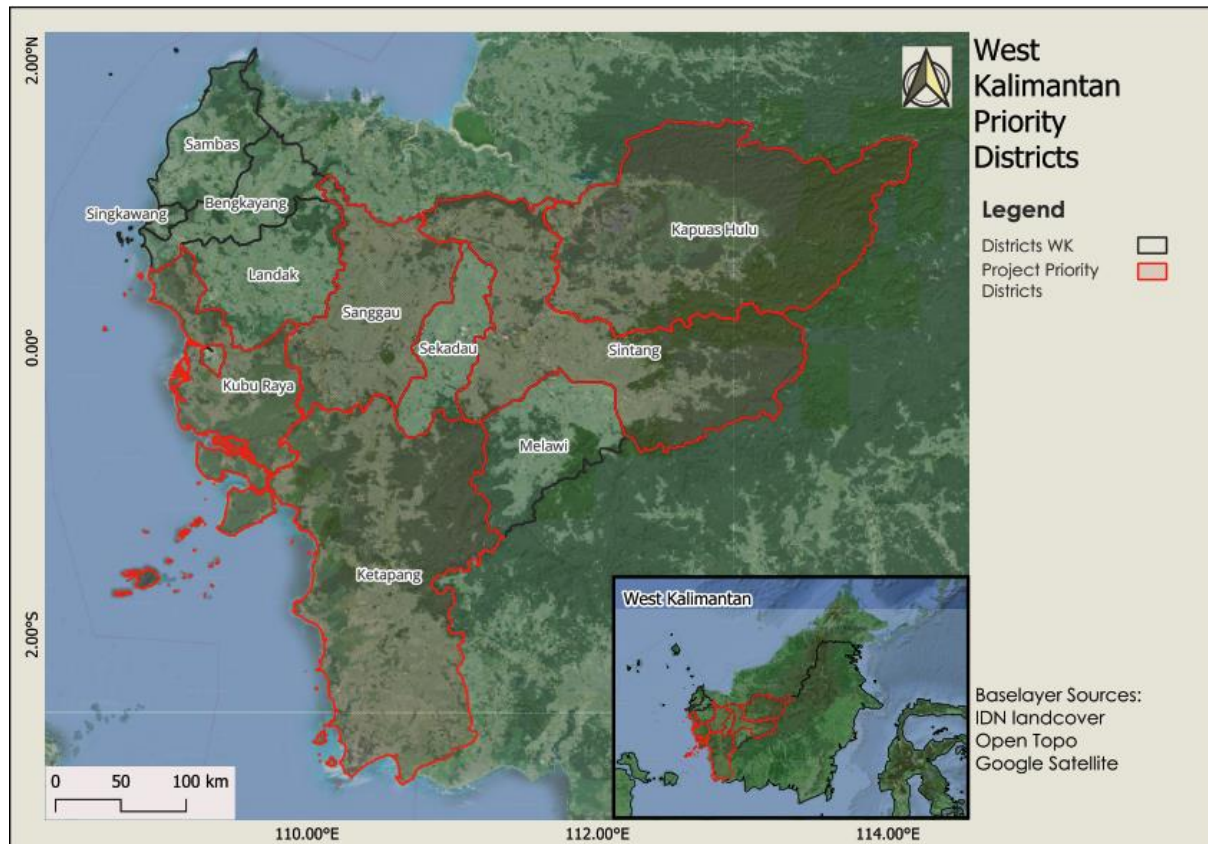 West
Kalimantan
Priority
Districts
Legend
Districts WK
Project Priority
Districts
2.00°N
0.00°
2.00°S
Sambas
Bengkayang
Singkawang
Landak
Kapuas Hulu
Sanggau
Sekadau
Sintang
Kubu Raya
Melawi
Ketapang
West Kalimantan
0 50 100 km
110.00°E 112.00°E 114.00°E
Baselayer Sources:
IDN landcover
Open Topo
Google Satellite